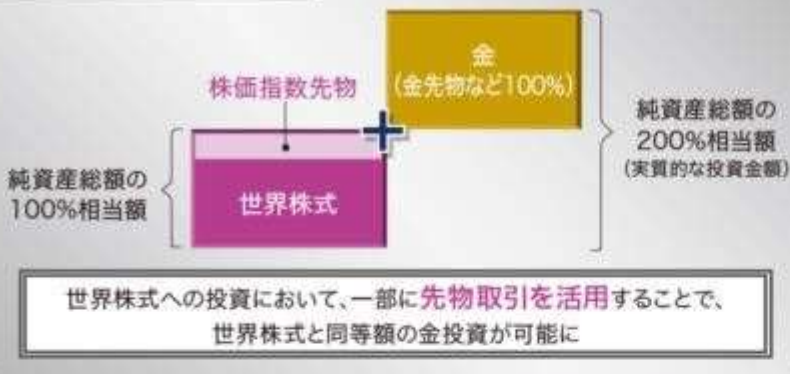 金
(金先物など100%)
株価指数先物
純資産総額の
200%相当額
(実質的な投資金額)
純資産総額の
100%相当額
世界株式
世界株式への投資において、一部に先物取引を活用することで、
世界株式と同等額の金投資が可能に